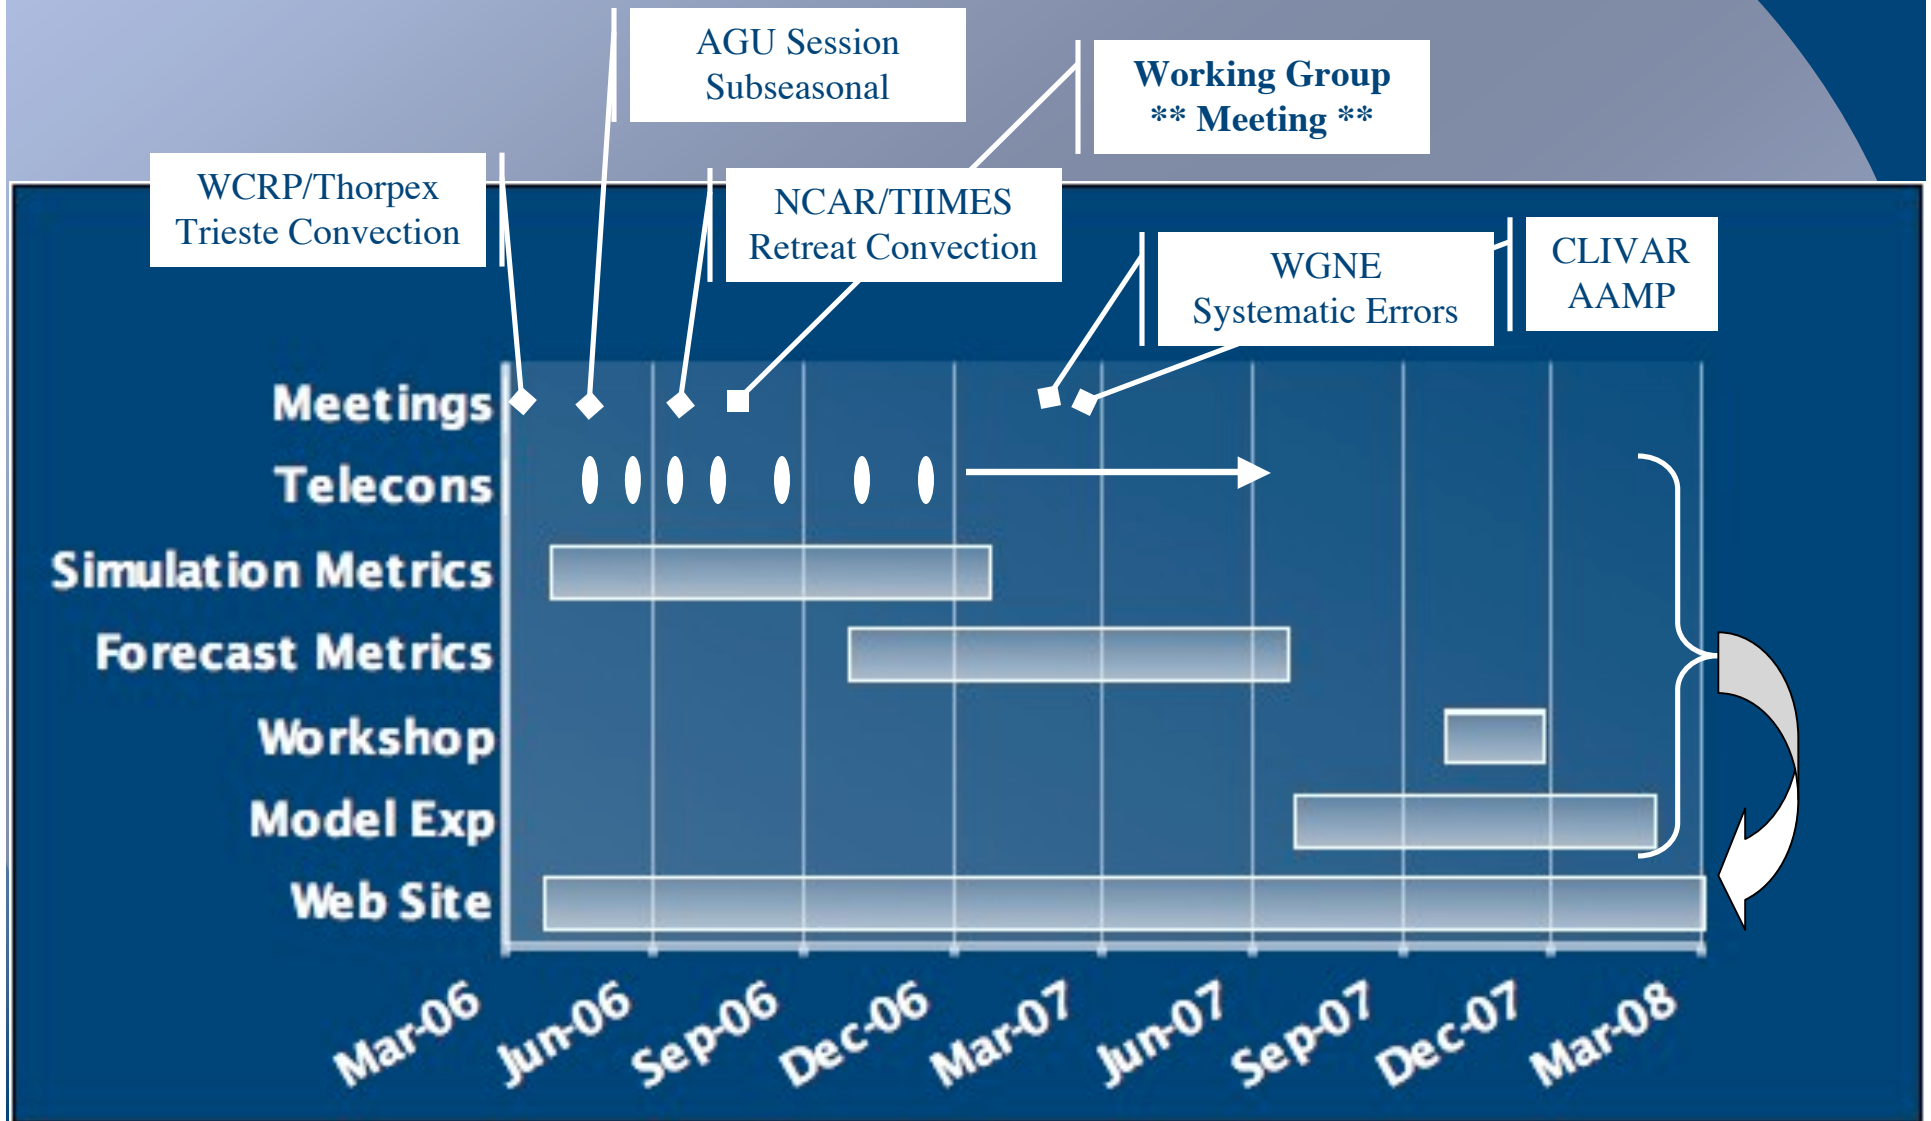 AGU Session
Subseasonal
Working Group
** Meeting **
WCRP/Thorpex
Trieste Convection
NCAR/TIIMES
Retreat Convection
WGNE
Systematic Errors
CLIVAR
AAMP
Meetings
Telecons
Simulation Metrics
Forecast Metrics
Workshop
Model Exp
Web Site
Mar-06
Jun-06
Sep-06
Dec-06
Mar-07
Jun-07
Sep-07
Dec-07
Mar-08